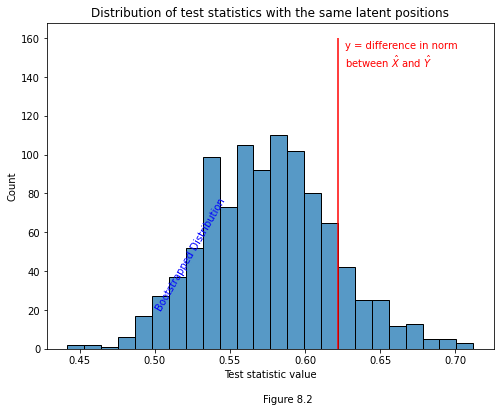 Distribution of test statistics with the same latent positions
160
140
120
100
80
60
40
20
0
Count
y = difference in norm
between X̂ and Ŷ
Bootstrapped Distribution
0.45 0.50 0.55 0.60 0.65 0.70
Test statistic value
Figure 8.2